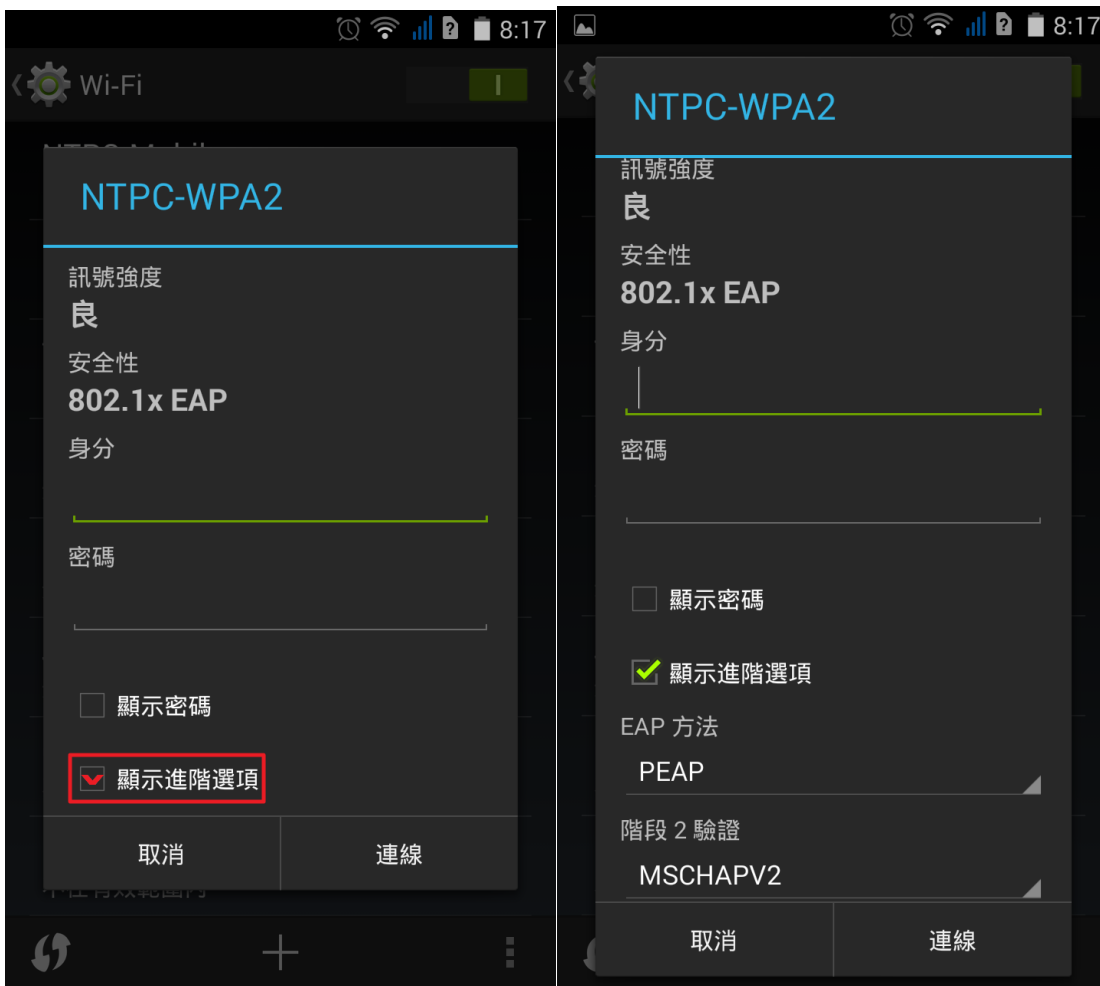 8:17
Wi-Fi
NTPC-WPA2
訊號強度
良
安全性
802.1x EAP
身分
密碼
顯示密碼
顯示進階選項
取消
連線
8:17
NTPC-WPA2
訊號強度
良
安全性
802.1x EAP
身分
密碼
顯示密碼
顯示進階選項
EAP 方法
PEAP
階段 2 驗證
MSCHAPV2
取消
連線